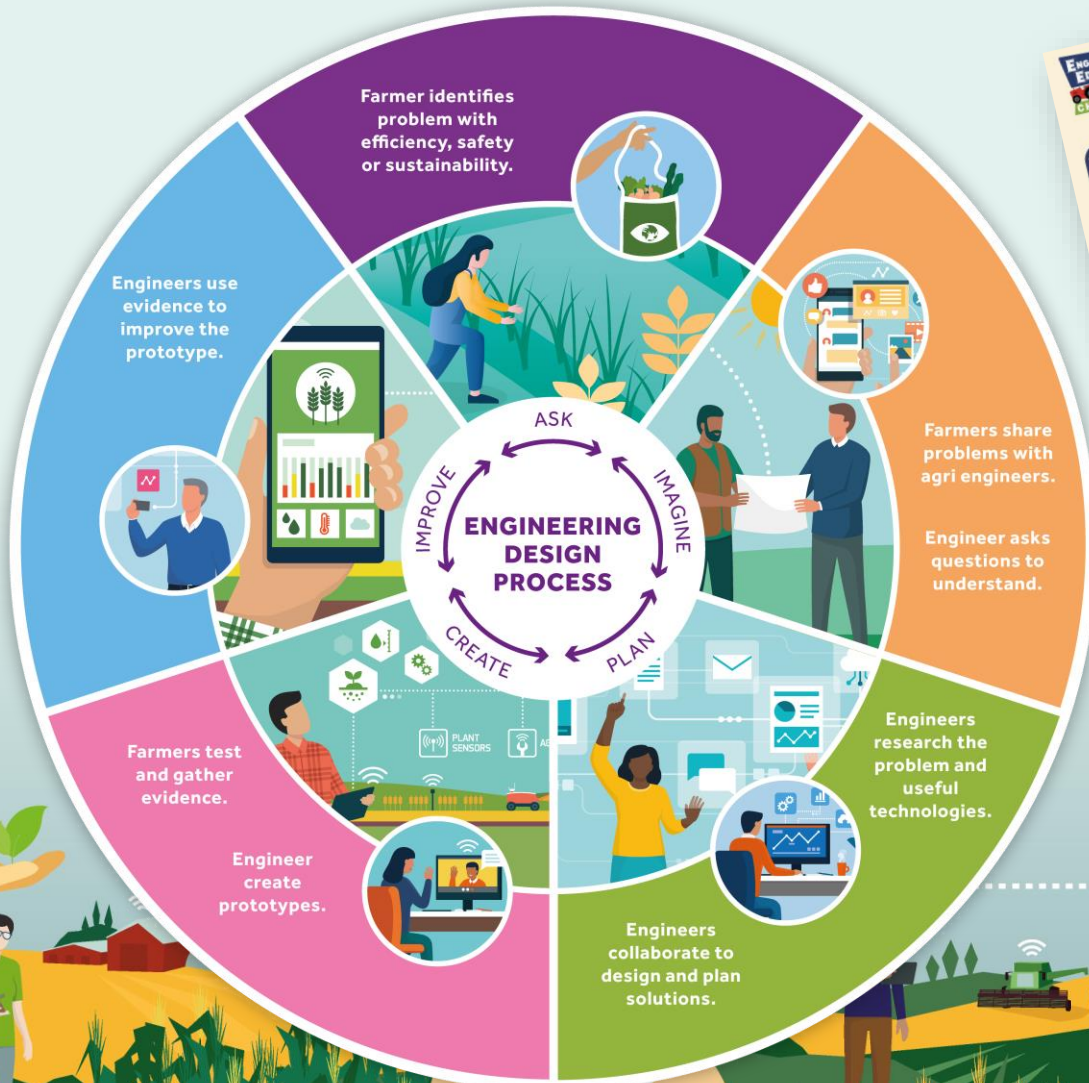 Farmer identifies
problem with
efficiency, safety
or sustainability.
Farmers share
problems with
agri engineers.
Engineer asks
questions to
understand.
Engineers
research the
problem and
useful
technologies.
Engineers
collaborate to
design and plan
solutions.
Farmers test
and gather
evidence.
Engineer
create
prototypes.
Engineers use
evidence to
improve the
prototype.
ASK
IMAGINE
PLAN
CREATE
IMPROVE
ENGINEERING
DESIGN
PROCESS
PLANT
SENSORS